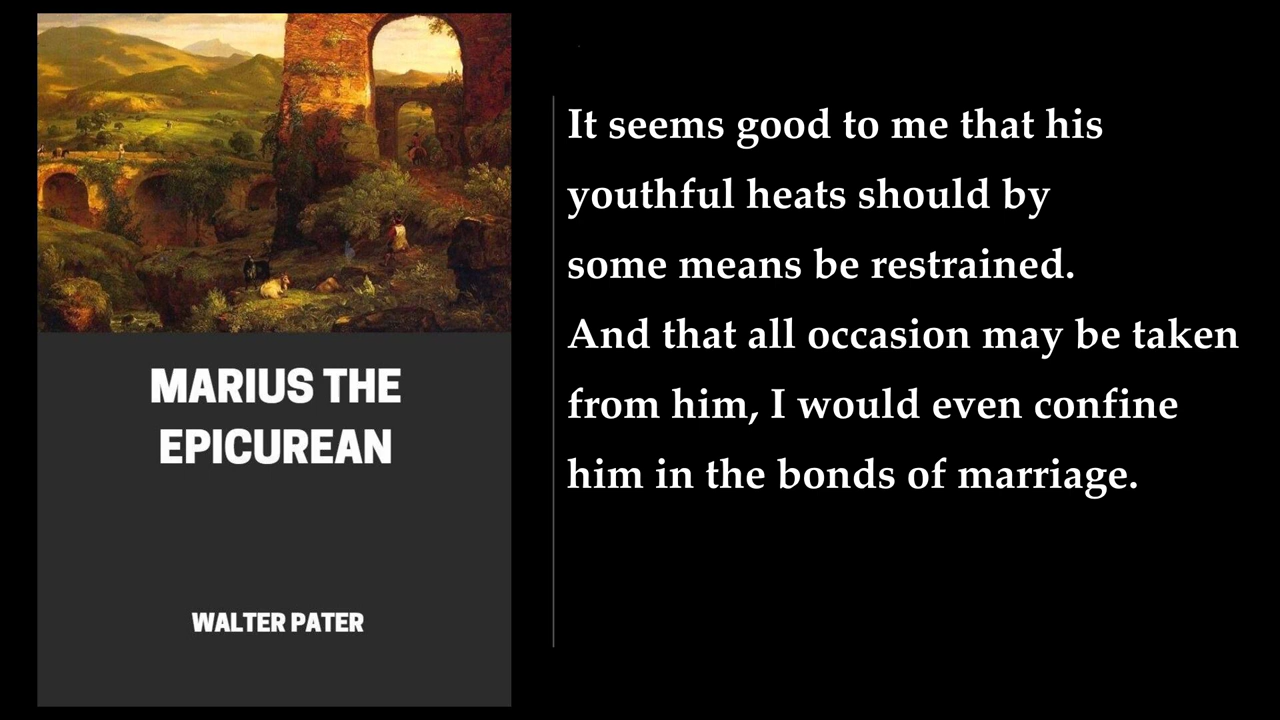 MARIUS THE
EPICUREAN
WALTER PATER
It seems good to me that his
youthful heats should by
some means be restrained.
And that all occasion may be taken
from him, I would even confine
him in the bonds of marriage.